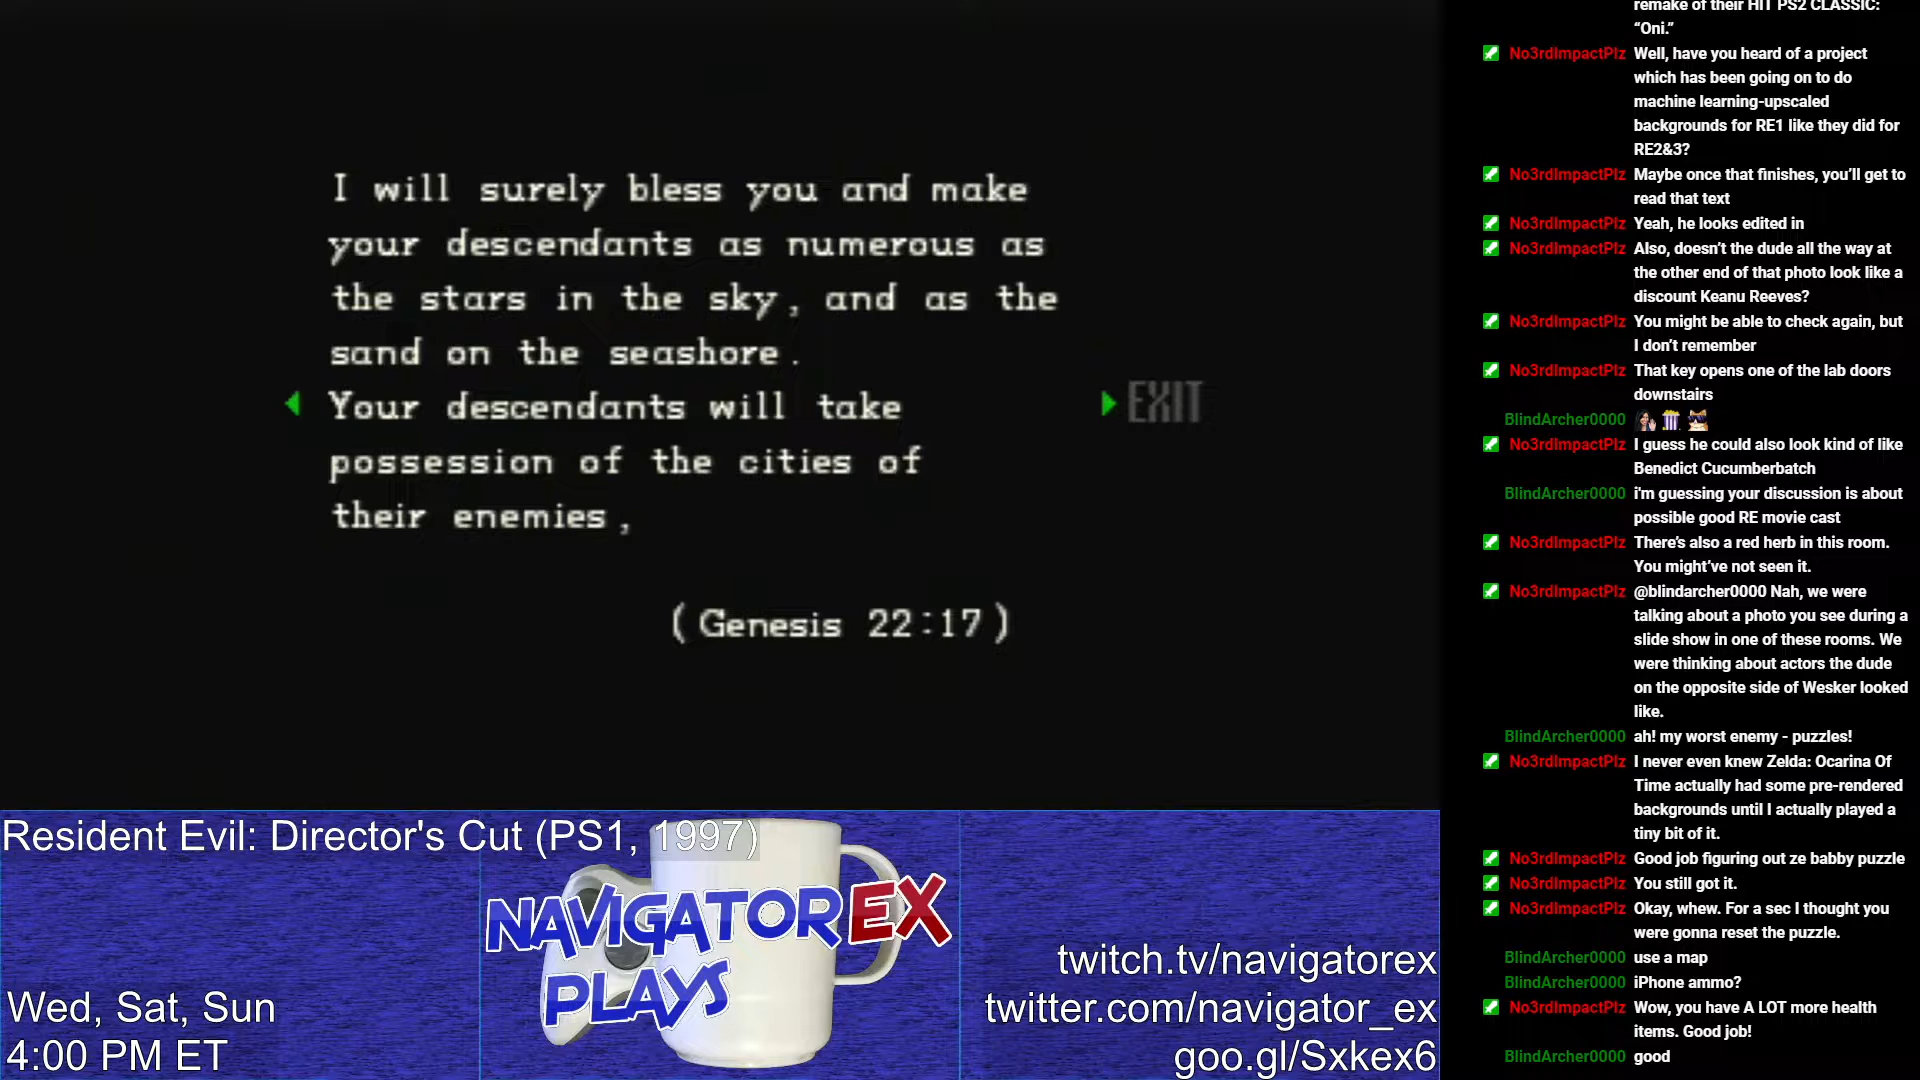 I will surely bless you and make
your descendants as numerous as
the stars in the sky, and as the
sand on the seashore.
Your descendants will take
possession of the cities of
their enemies,
(Genesis 22:17)
EXIT
Resident Evil: Director's Cut (PS1, 1997)
Wed, Sat, Sun
4:00 PM ET
NAVIGATOREX
PLAYS
twitch.tv/navigatorex
twitter.com/navigator_ex
goo.gl/Sxkex6
remake of their HIT PS2 CLASSIC:
“Oni.”
No3rdImpactPlz Well, have you heard of a project
which has been going on to do
machine learning-upscaled
backgrounds for RE1 like they did for
RE2&3?
No3rdImpactPlz Maybe once that finishes, you’ll get to
read that text
No3rdImpactPlz Yeah, he looks edited in
No3rdImpactPlz Also, doesn’t the dude all the way at
the other end of that photo look like a
discount Keanu Reeves?
No3rdImpactPlz You might be able to check again, but
I don’t remember
No3rdImpactPlz That key opens one of the lab doors
downstairs
BlindArcher0000
No3rdImpactPlz I guess he could also look kind of like
Benedict Cucumberbatch
BlindArcher0000 i'm guessing your discussion is about
possible good RE movie cast
No3rdImpactPlz There’s also a red herb in this room.
You might’ve not seen it.
No3rdImpactPlz @blindarcher0000 Nah, we were
talking about a photo you see during a
slide show in one of these rooms. We
were thinking about actors the dude
on the opposite side of Wesker looked
like.
BlindArcher0000 ah! my worst enemy - puzzles!
No3rdImpactPlz I never even knew Zelda: Ocarina Of
Time actually had some pre-rendered
backgrounds until I actually played a
tiny bit of it.
No3rdImpactPlz Good job figuring out ze babby puzzle
No3rdImpactPlz You still got it.
No3rdImpactPlz Okay, whew. For a sec I thought you
were gonna reset the puzzle.
BlindArcher0000 use a map
BlindArcher0000 iPhone ammo?
No3rdImpactPlz Wow, you have A LOT more health
items. Good job!
BlindArcher0000 good